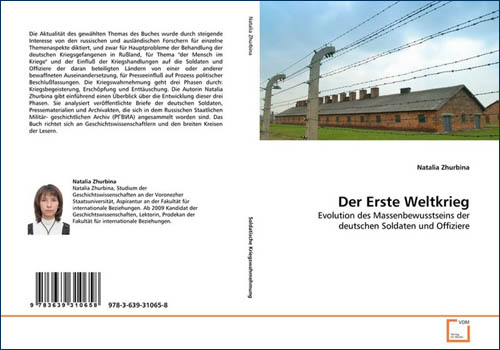 Die Aktualität des gewählten Themas des Buches wurde durch steigende
Interesse von den russischen und ausländischen Forschern für einzelne
Themenaspekte diktiert, und zwar für Hauptprobleme der Behandlung der
deutschen Kriegsgefangenen in Rußland, für Thema "der Mensch im
Kriege" und der Einfluß der Kriegshandlungen auf die Soldaten und
Offiziere der daran beteiligten Ländern von einer oder anderer
bewaffneten Auseinandersetzung, für Presseeinfluß auf Prozess politischer
Beschlußfassungen. Die Kriegswahrnehmung geht drei Phasen durch:
Kriegsbegeisterung, Erschöpfung und Enttäuschung. Die Autorin Natalia
Zhurbina gibt einführend einen Überblick über die Entwicklung dieser drei
Phasen. Sie analysiert veröffentlichte Briefe der deutschen Soldaten,
Pressematerialien und Archivakten, die sich in dem Russischen Staatlichen
Militär- geschichtlichen Archiv (РГВИА) angesammelt worden sind. Das
Buch richtet sich an Geschichtswissenschaftlern und den breiten Kreisen
der Lesern.
Natalia Zhurbina
Natalia Zhurbina, Studium der
Geschichtswissenschaften an der Voronezher
Staatsuniversität, Aspirantur an der Fakultät für
internationale Beziehungen. Ab 2009 Kandidat der
Geschichtswissenschaften, Lektorin, Prodekan der
Fakultät für internationale Beziehungen.
9 783639 310658
978-3-639-31065-8
Natalia Zhurbina
Soldatische Kriegswahrnehmung
Natalia Zhurbina
Der Erste Weltkrieg
Evolution des Massenbewusstseins der
deutschen Soldaten und Offiziere
VDM